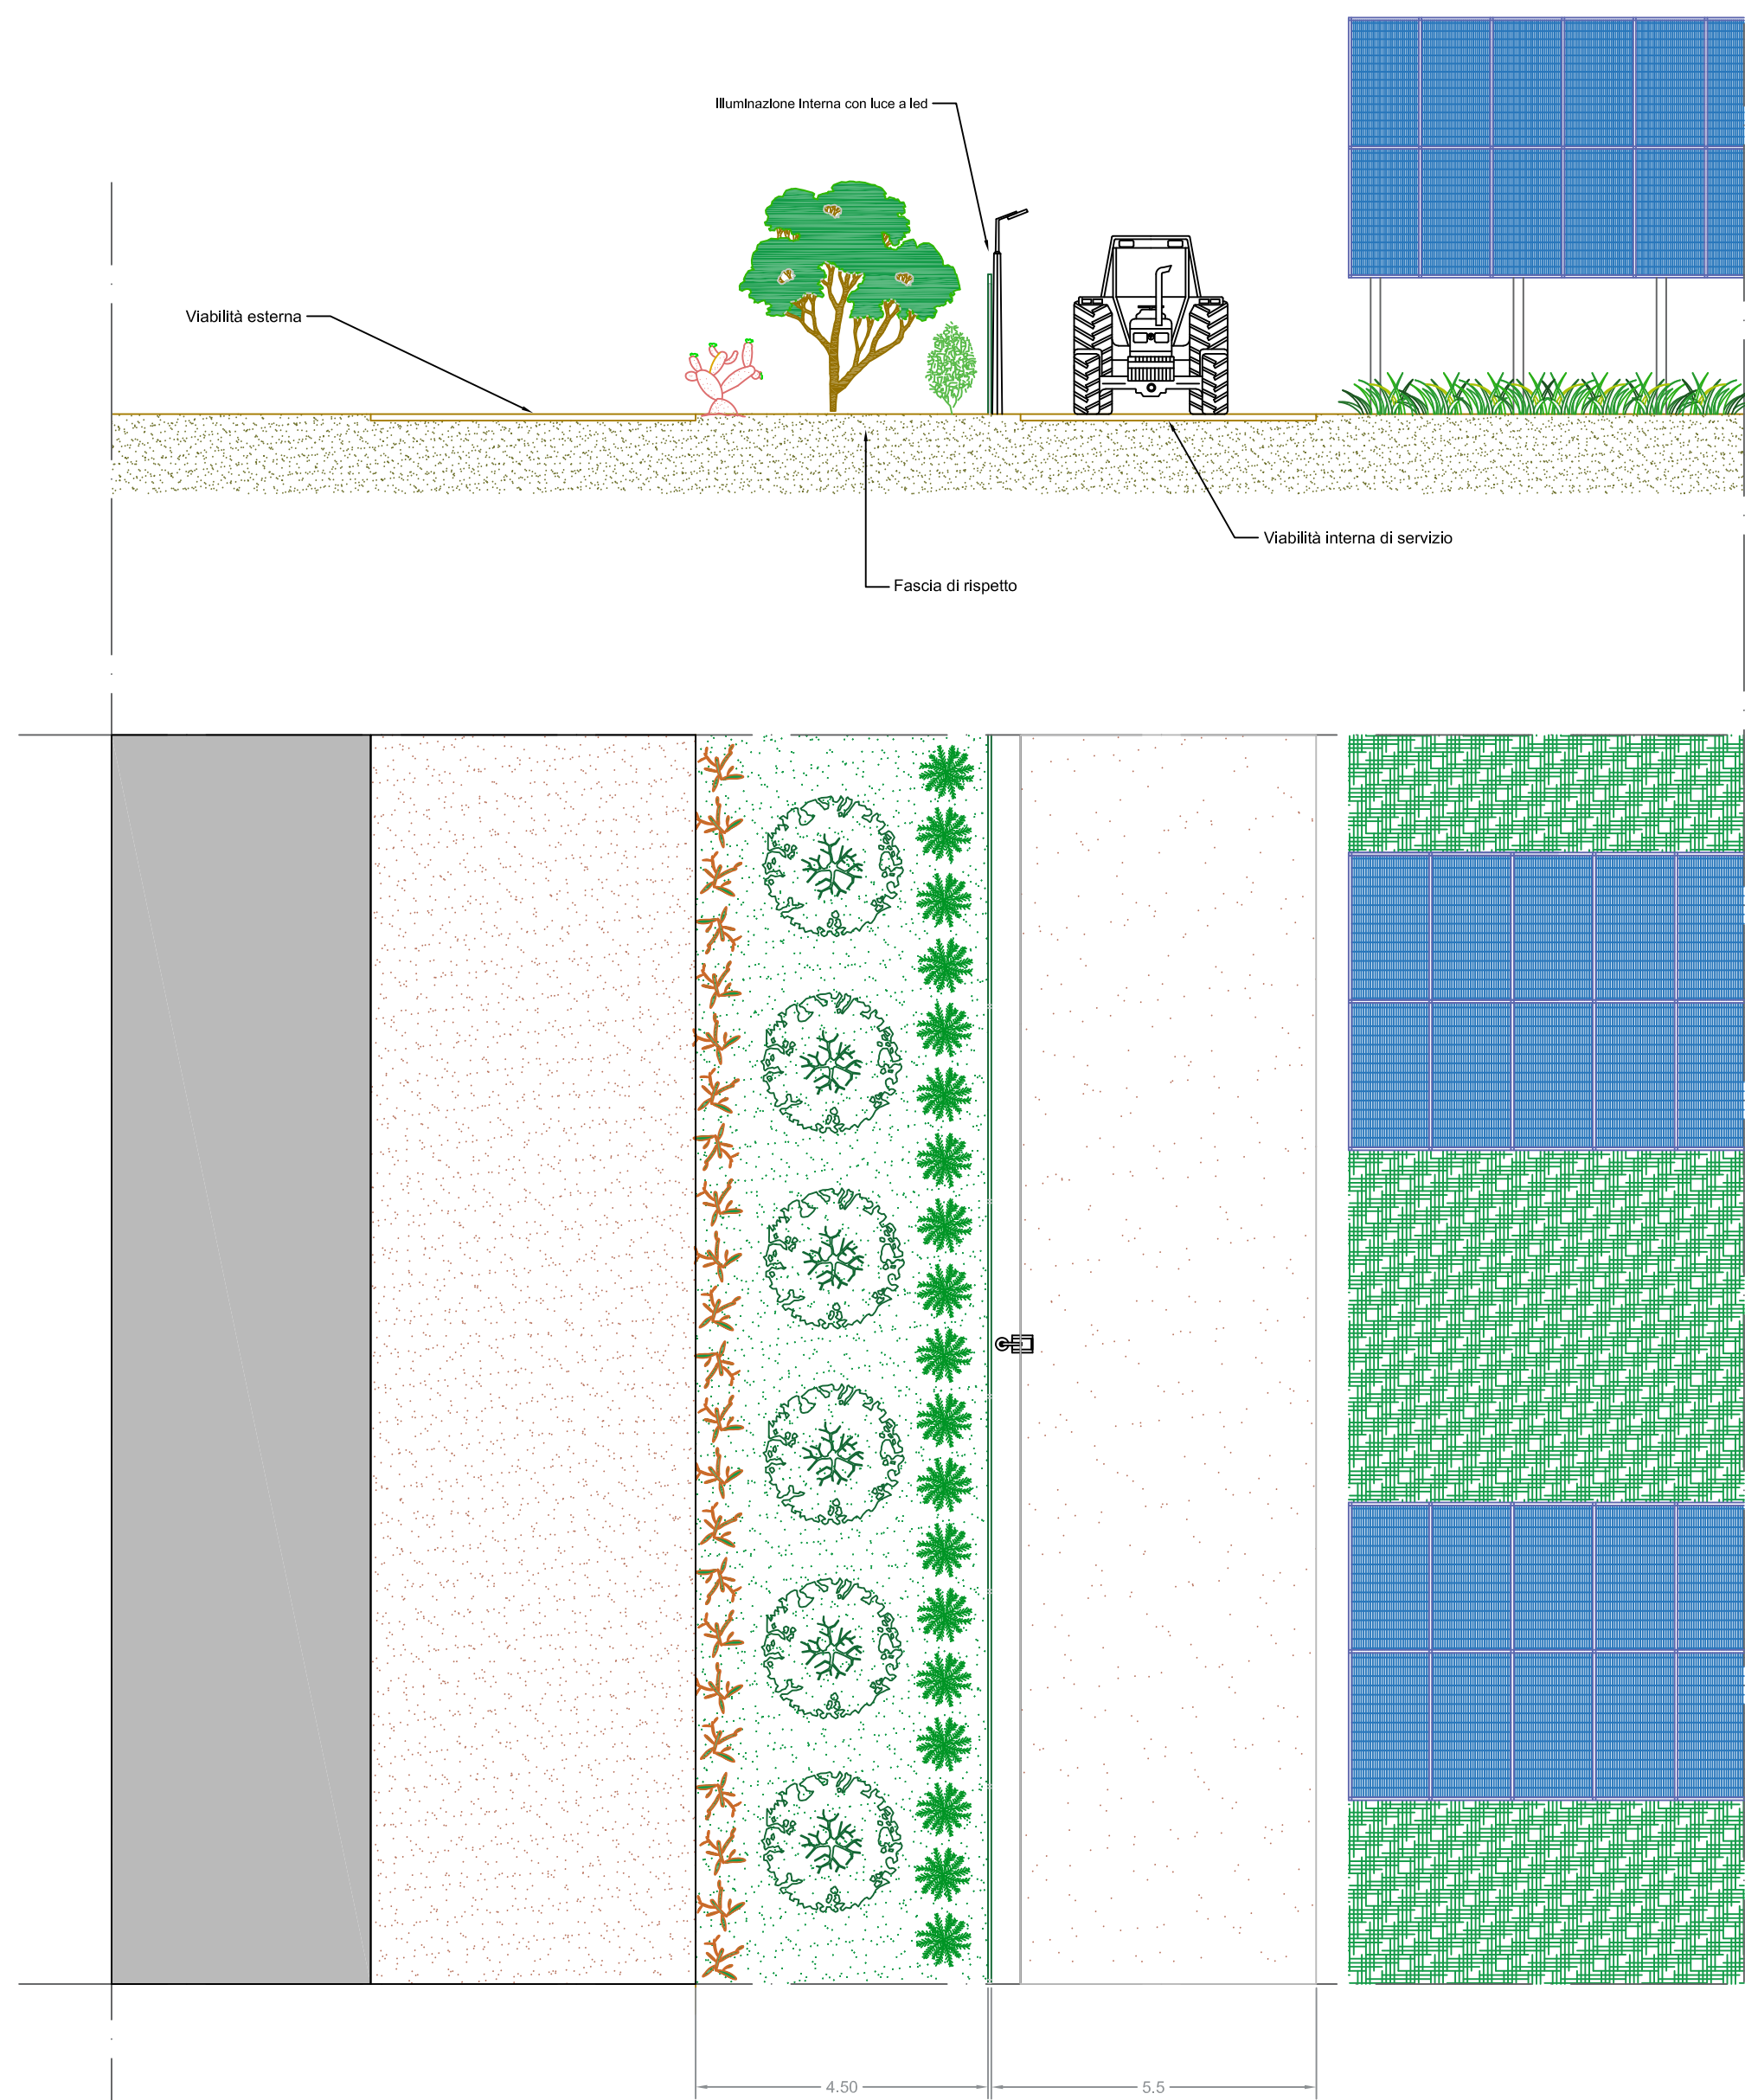 Illuminazione interna con luce a led
Viabilità esterna
Viabilità interna di servizio
Fascia di rispetto
4.50
5.5